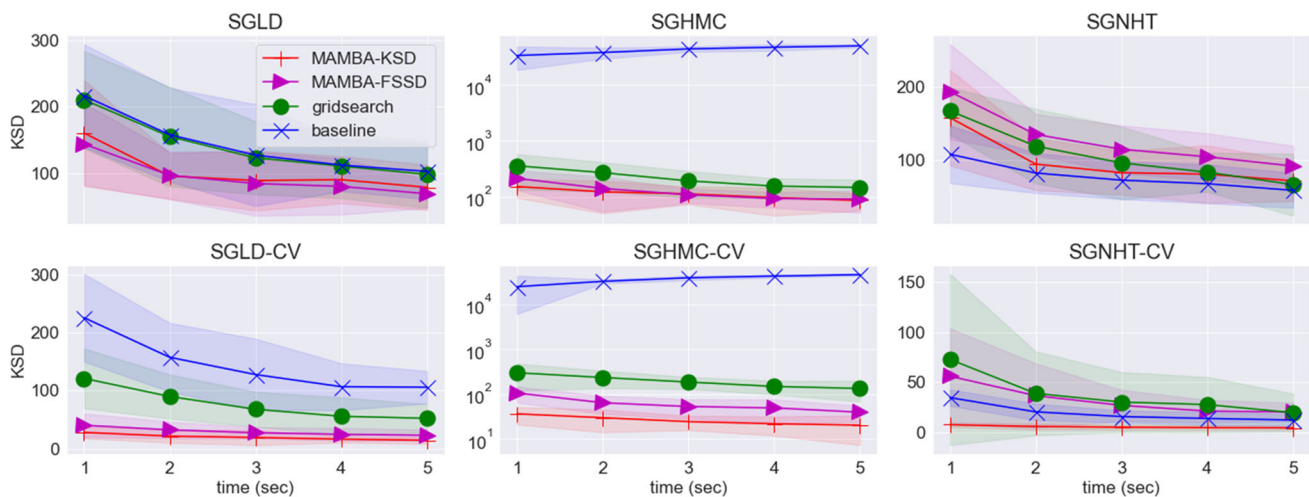 SGLD
SGHMC
SGNHT
KSD
300
200
100
MAMBA-KSD
MAMBA-FSSD
gridsearch
baseline
10^4
10^3
10^2
200
100
SGLD-CV
SGHMC-CV
SGNHT-CV
KSD
300
200
100
0
10^4
10^3
10^2
10^1
150
100
50
0
1 2 3 4 5
1 2 3 4 5
1 2 3 4 5
time (sec)
time (sec)
time (sec)